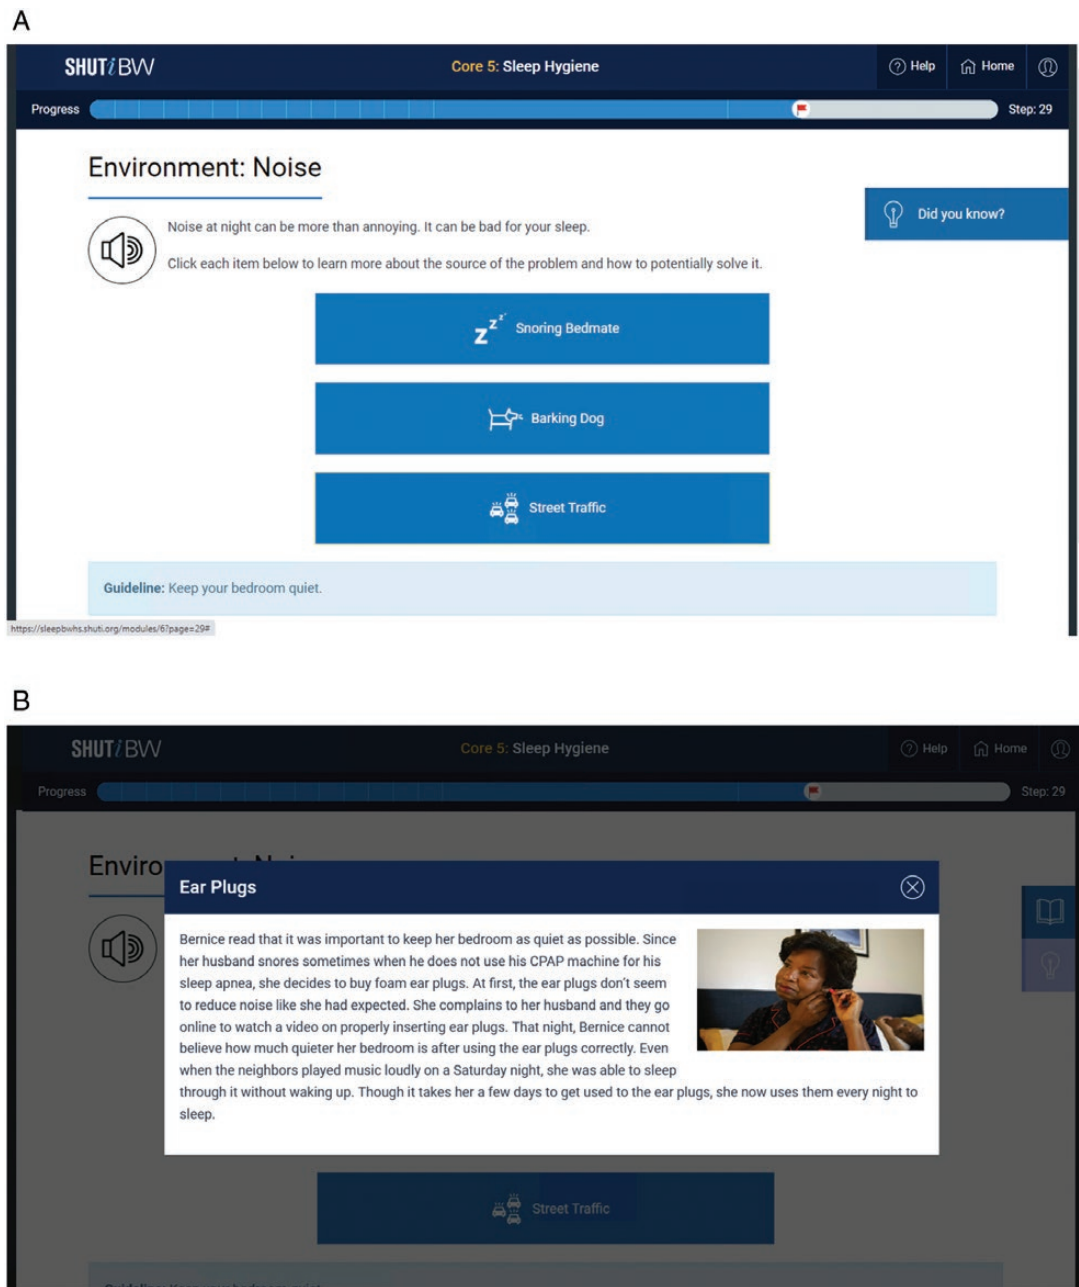 A
SHUTi BW
Core 5: Sleep Hygiene
Help
Home
Progress
Step: 29
Environment: Noise
Did you know?
Noise at night can be more than annoying. It can be bad for your sleep.
Click each item below to learn more about the source of the problem and how to potentially solve it.
zzz Snoring Bedmate
Barking Dog
Street Traffic
Guideline: Keep your bedroom quiet.
https://sleepbwhs.shuti.org/modules/6?page=29#
B
SHUTi BW
Core 5: Sleep Hygiene
Help
Home
Progress
Step: 29
Enviro
Ear Plugs
Bernice read that it was important to keep her bedroom as quiet as possible. Since
her husband snores sometimes when he does not use his CPAP machine for his
sleep apnea, she decides to buy foam ear plugs. At first, the ear plugs don't seem
to reduce noise like she had expected. She complains to her husband and they go
online to watch a video on properly inserting ear plugs. That night, Bernice cannot
believe how much quieter her bedroom is after using the ear plugs correctly. Even
when the neighbors played music loudly on a Saturday night, she was able to sleep
through it without waking up. Though it takes her a few days to get used to the ear plugs, she now uses them every night to
sleep.
Street Traffic